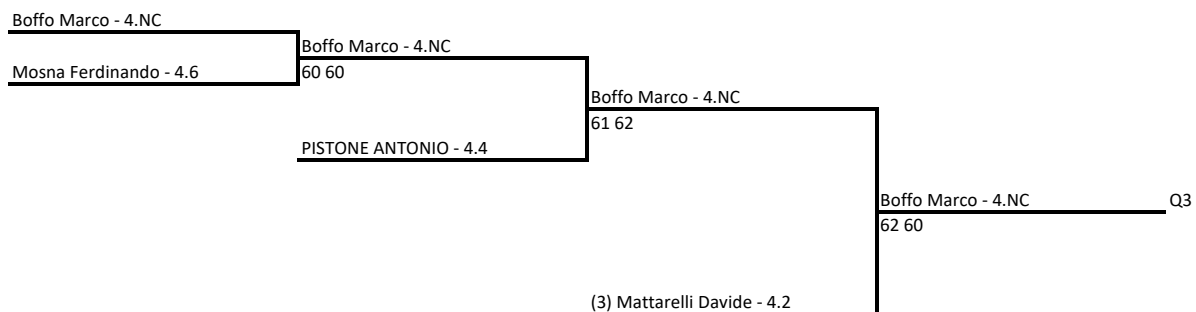 Boffo Marco - 4.NC
Boffo Marco - 4.NC
Mosna Ferdinando - 4.6
60 60
Boffo Marco - 4.NC
61 62
PISTONE ANTONIO - 4.4
Boffo Marco - 4.NC
Q3
62 60
(3) Mattarelli Davide - 4.2